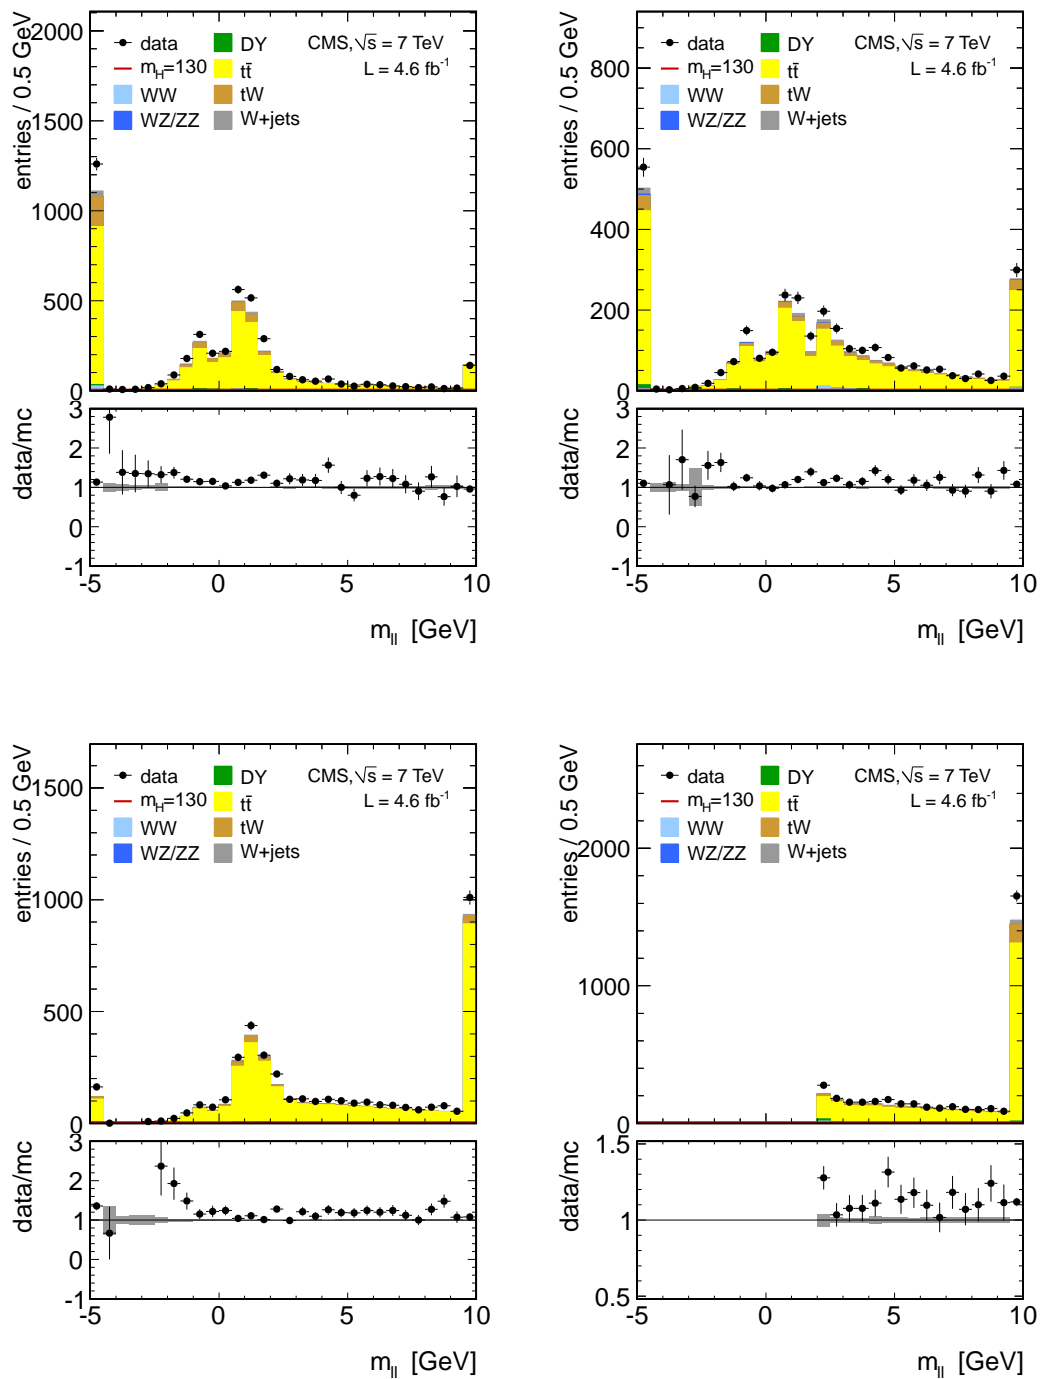 entries / 0.5 GeV
2000
1500
1000
500
0
data
m_H=130
WW
WZ/ZZ
DY
tt̄
tW
W+jets
CMS,√s = 7 TeV
L = 4.6 fb⁻¹
data/mc
3
2
1
0
-1
-5 0 5 10
m_ll [GeV]
entries / 0.5 GeV
800
600
400
200
0
data
m_H=130
WW
WZ/ZZ
DY
tt̄
tW
W+jets
CMS,√s = 7 TeV
L = 4.6 fb⁻¹
data/mc
3
2
1
0
-1
-5 0 5 10
m_ll [GeV]
entries / 0.5 GeV
1500
1000
500
0
data
m_H=130
WW
WZ/ZZ
DY
tt̄
tW
W+jets
CMS,√s = 7 TeV
L = 4.6 fb⁻¹
data/mc
3
2
1
0
-1
-5 0 5 10
m_ll [GeV]
entries / 0.5 GeV
2000
1000
0
data
m_H=130
WW
WZ/ZZ
DY
tt̄
tW
W+jets
CMS,√s = 7 TeV
L = 4.6 fb⁻¹
data/mc
1.5
1
0.5
-5 0 5 10
m_ll [GeV]